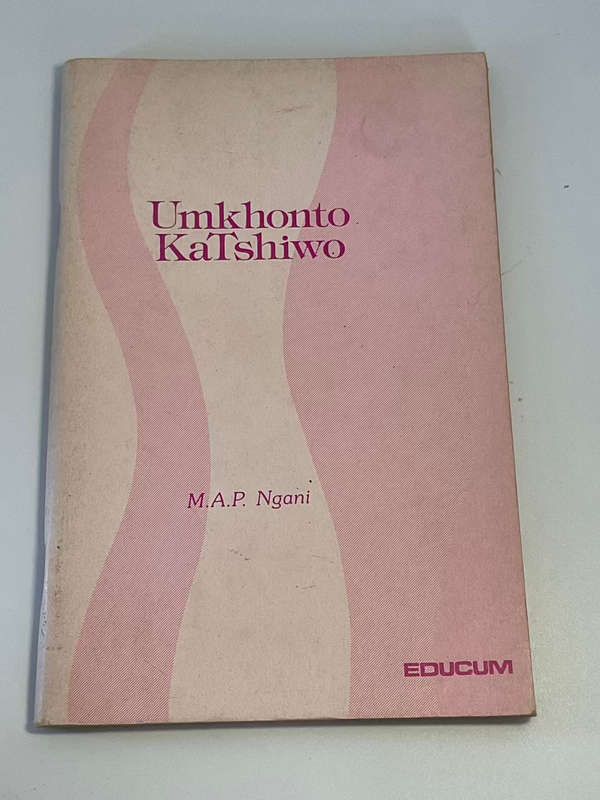 Umkhonto
KaTshiwo
M.A.P. Ngani
EDUCUM